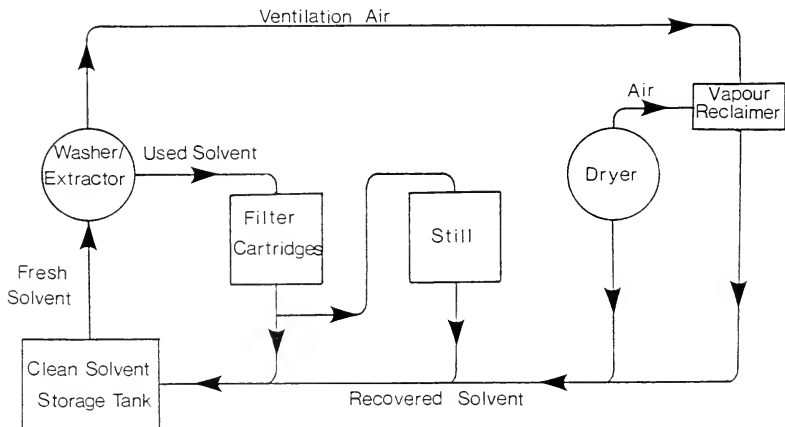 Ventilation Air
Air
Vapour
Reclaimer
Washer/
Extractor
Used Solvent
Dryer
Filter
Cartridges
Still
Fresh
Solvent
Clean Solvent
Storage Tank
Recovered Solvent